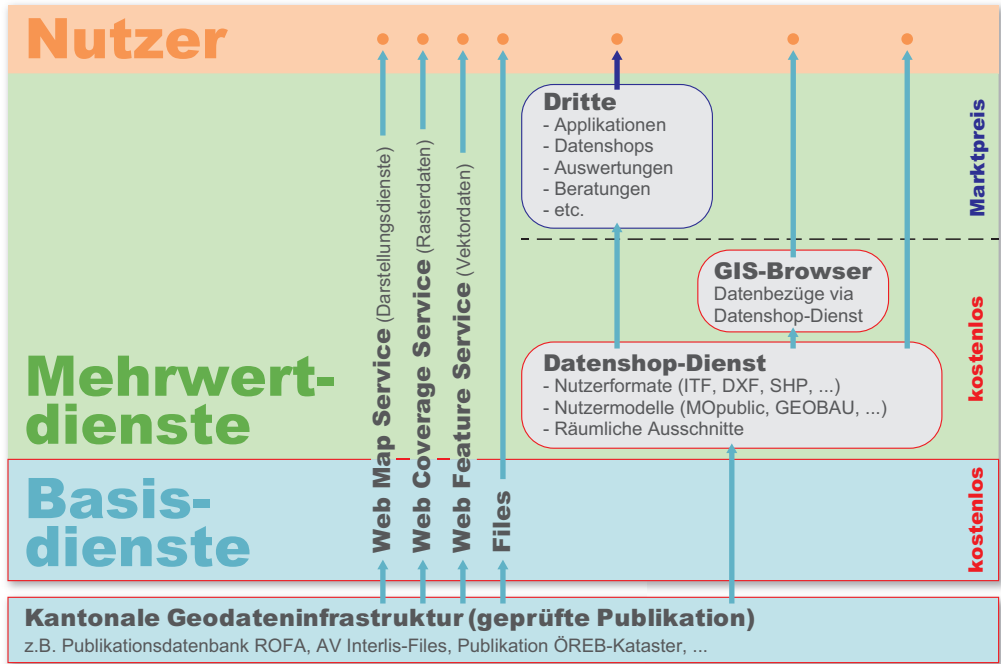 Nutzer
Dritte
- Applikationen
- Datenshops
- Auswertungen
- Beratungen
- etc.
Marktpreis
GIS-Browser
Datenbezüge via
Datenshop-Dienst
kostenlos
Mehrwert-
dienste
Datenshop-Dienst
- Nutzerformate (ITF, DXF, SHP, ...)
- Nutzermodelle (MOpublic, GEOBAU, ...)
- Räumliche Ausschnitte
Web Map Service (Darstellungsdienste)
Web Coverage Service (Rasterdaten)
Web Feature Service (Vektordaten)
Files
Basis-
dienste
kostenlos
Kantonale Geodateninfrastruktur (geprüfte Publikation)
z.B. Publikationsdatenbank ROFA, AV Interlis-Files, Publikation ÖREB-Kataster, ...